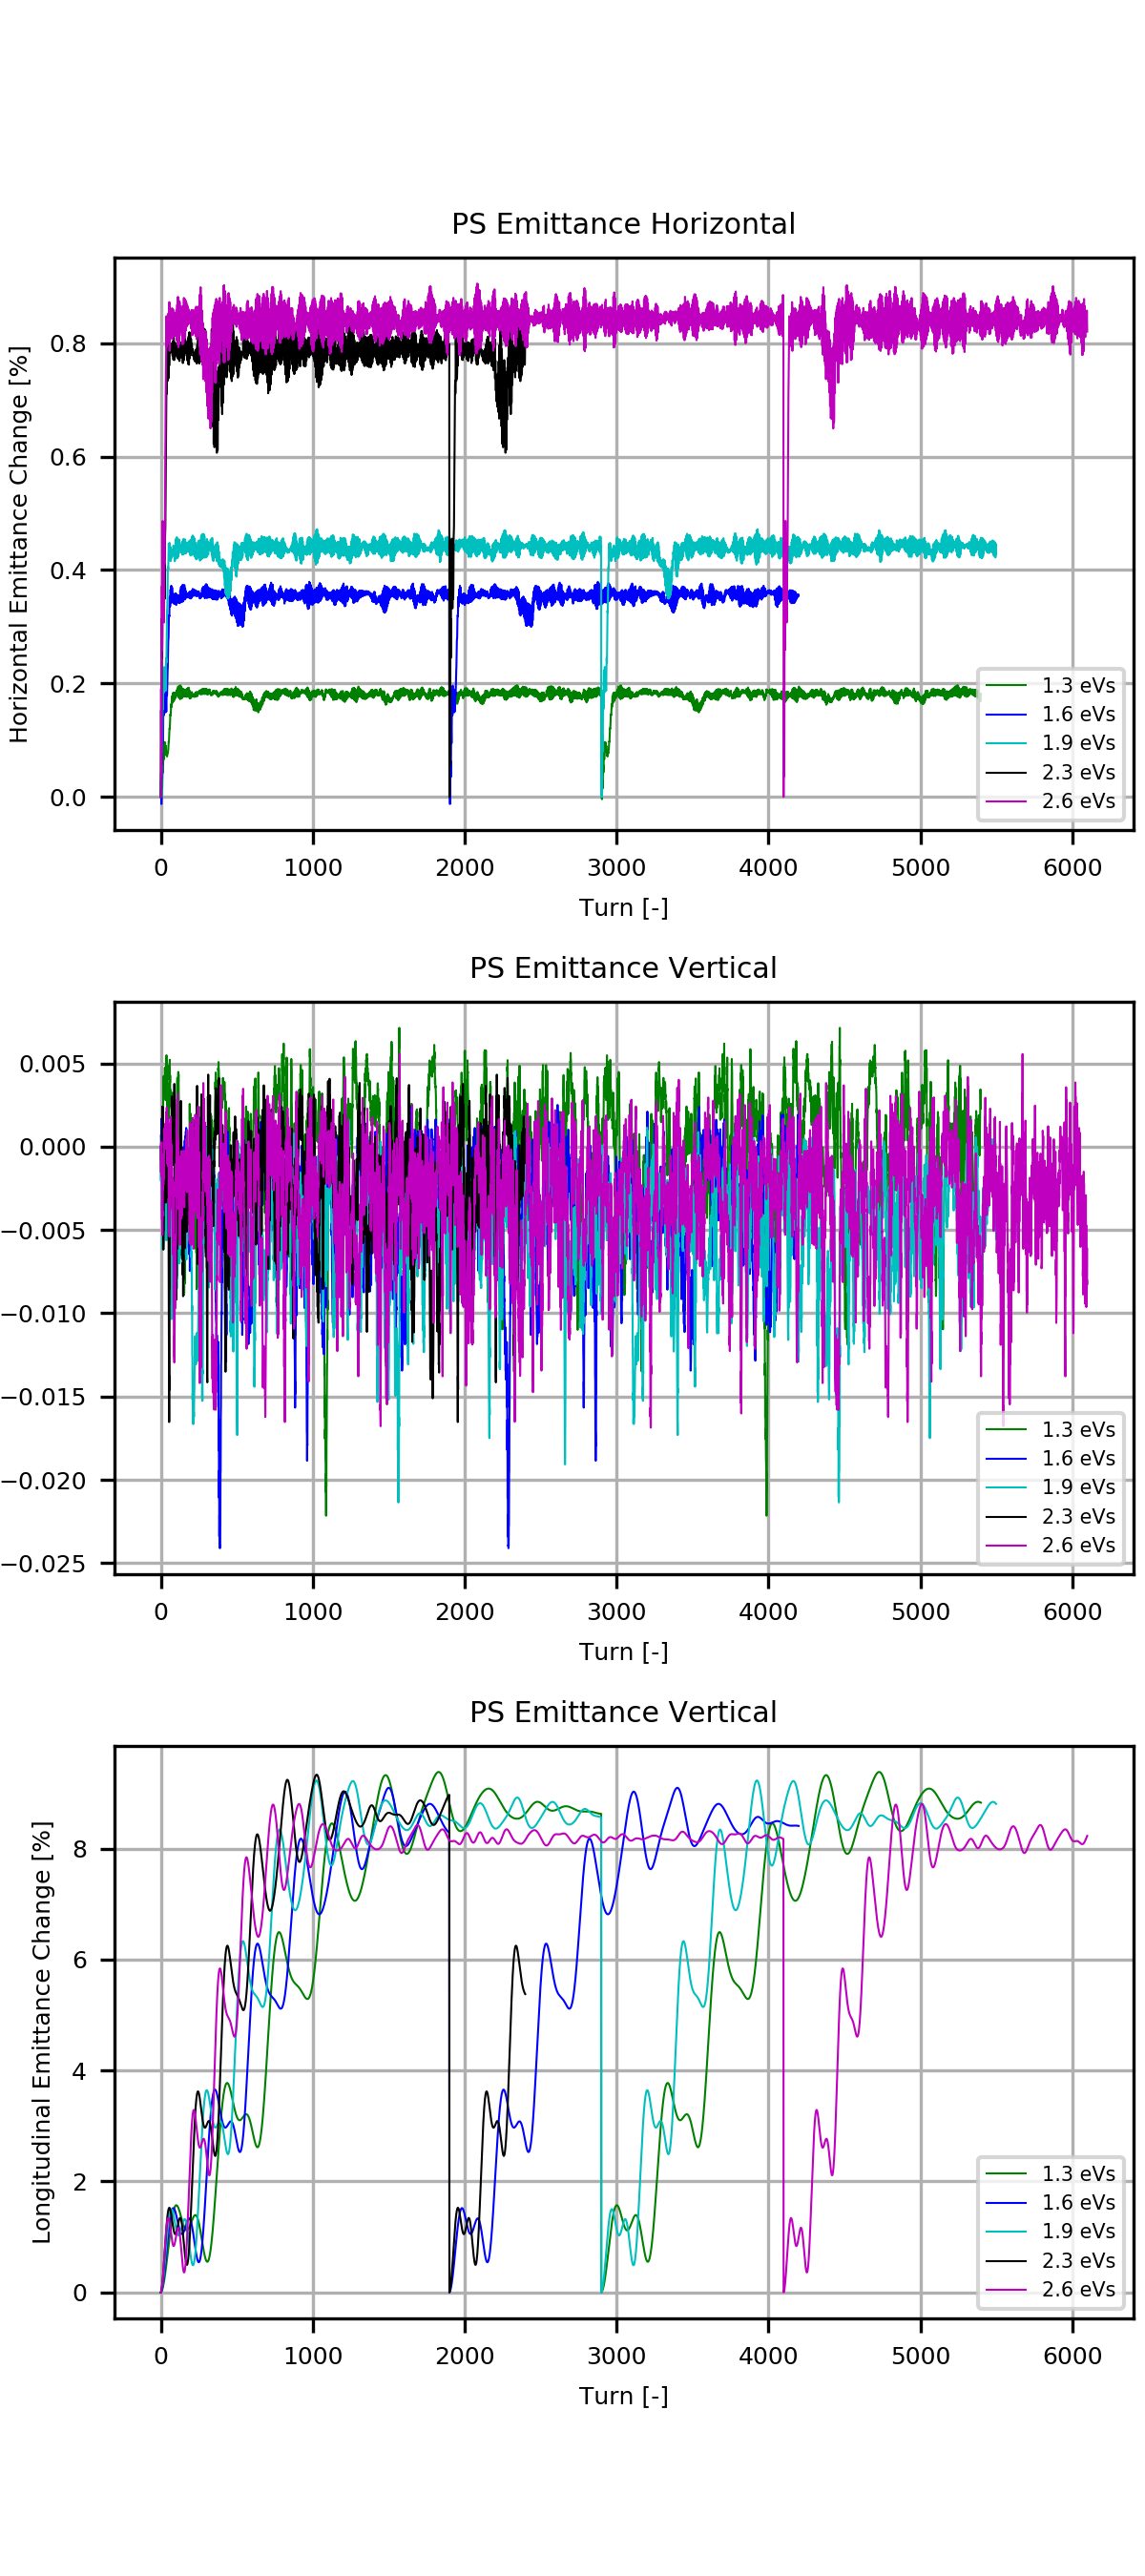 PS Emittance Horizontal
Horizontal Emittance Change [%]
0.8
0.6
0.4
0.2
0.0
1.3 eVs
1.6 eVs
1.9 eVs
2.3 eVs
2.6 eVs
0 1000 2000 3000 4000 5000 6000
Turn [-]
PS Emittance Vertical
0.005
0.000
−0.005
−0.010
−0.015
−0.020
−0.025
1.3 eVs
1.6 eVs
1.9 eVs
2.3 eVs
2.6 eVs
0 1000 2000 3000 4000 5000 6000
Turn [-]
PS Emittance Vertical
Longitudinal Emittance Change [%]
8
6
4
2
0
1.3 eVs
1.6 eVs
1.9 eVs
2.3 eVs
2.6 eVs
0 1000 2000 3000 4000 5000 6000
Turn [-]